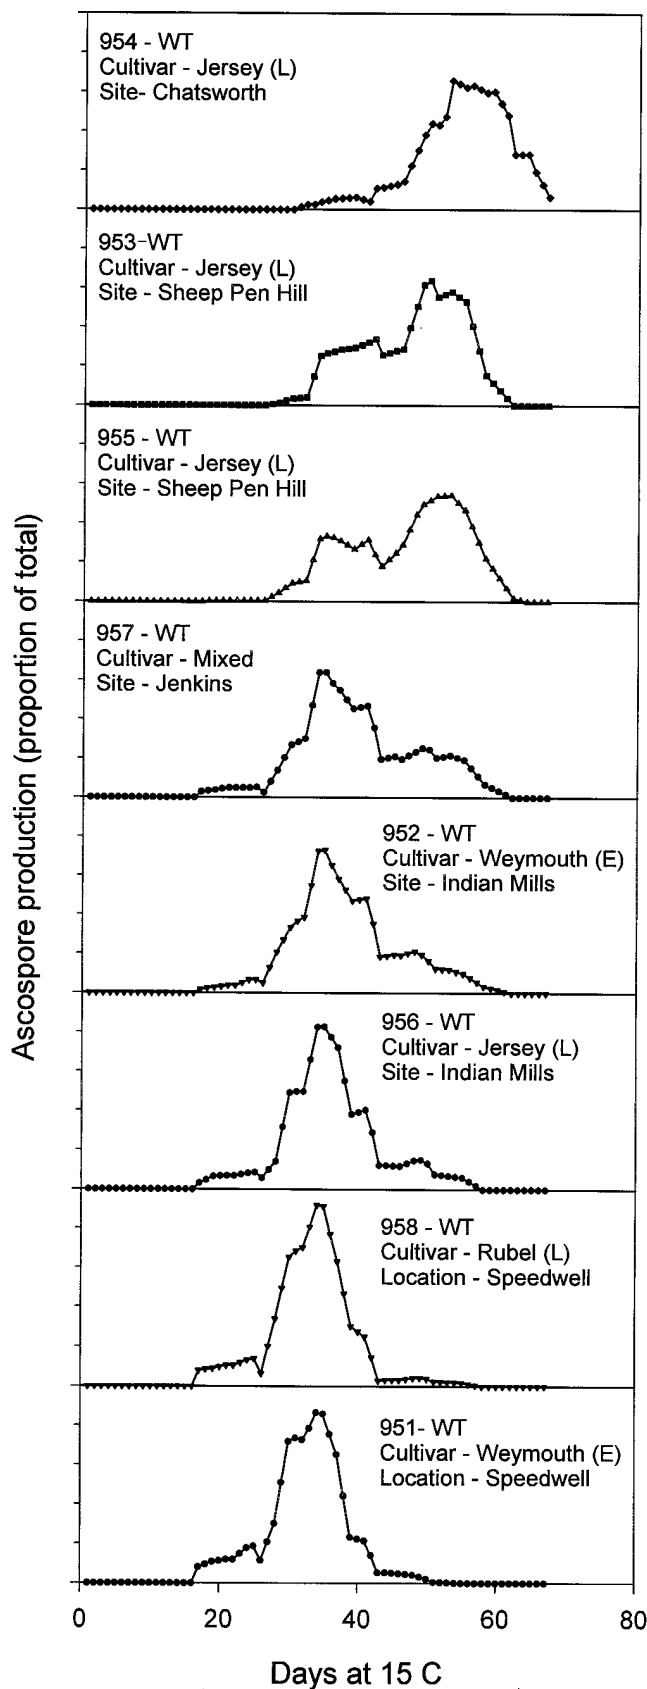 954 - WT
Cultivar - Jersey (L)
Site- Chatsworth
953-WT
Cultivar - Jersey (L)
Site - Sheep Pen Hill
955 - WT
Cultivar - Jersey (L)
Site - Sheep Pen Hill
957 - WT
Cultivar - Mixed
Site - Jenkins
952 - WT
Cultivar - Weymouth (E)
Site - Indian Mills
956 - WT
Cultivar - Jersey (L)
Site - Indian Mills
958 - WT
Cultivar - Rubel (L)
Location - Speedwell
951- WT
Cultivar - Weymouth (E)
Location - Speedwell
Ascospore production (proportion of total)
0 20 40 60 80
Days at 15 C